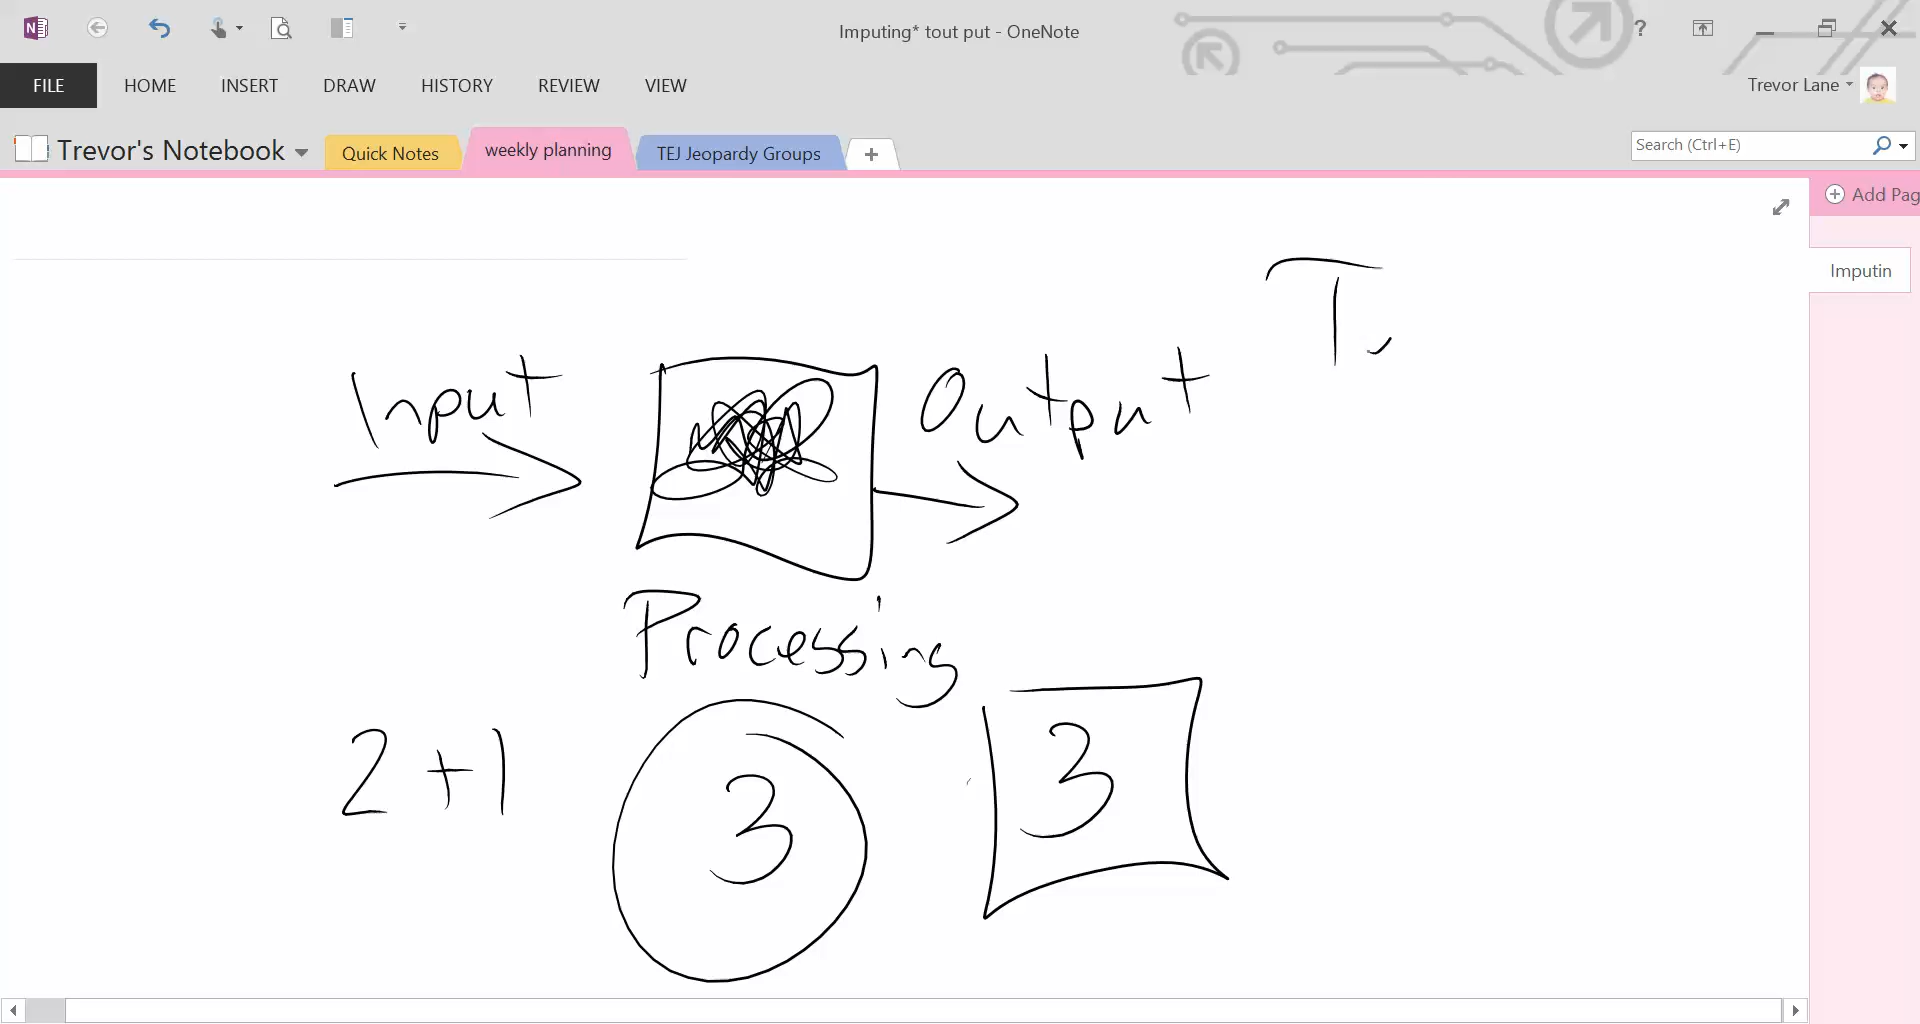 Imputing* tout put - OneNote
?
FILE HOME INSERT DRAW HISTORY REVIEW VIEW
Trevor Lane
Trevor's Notebook
Quick Notes
weekly planning
TEJ Jeopardy Groups
+
Search (Ctrl+E)
Add Pag
Imputin
T
Input
Output
Processing
2+1
3
3